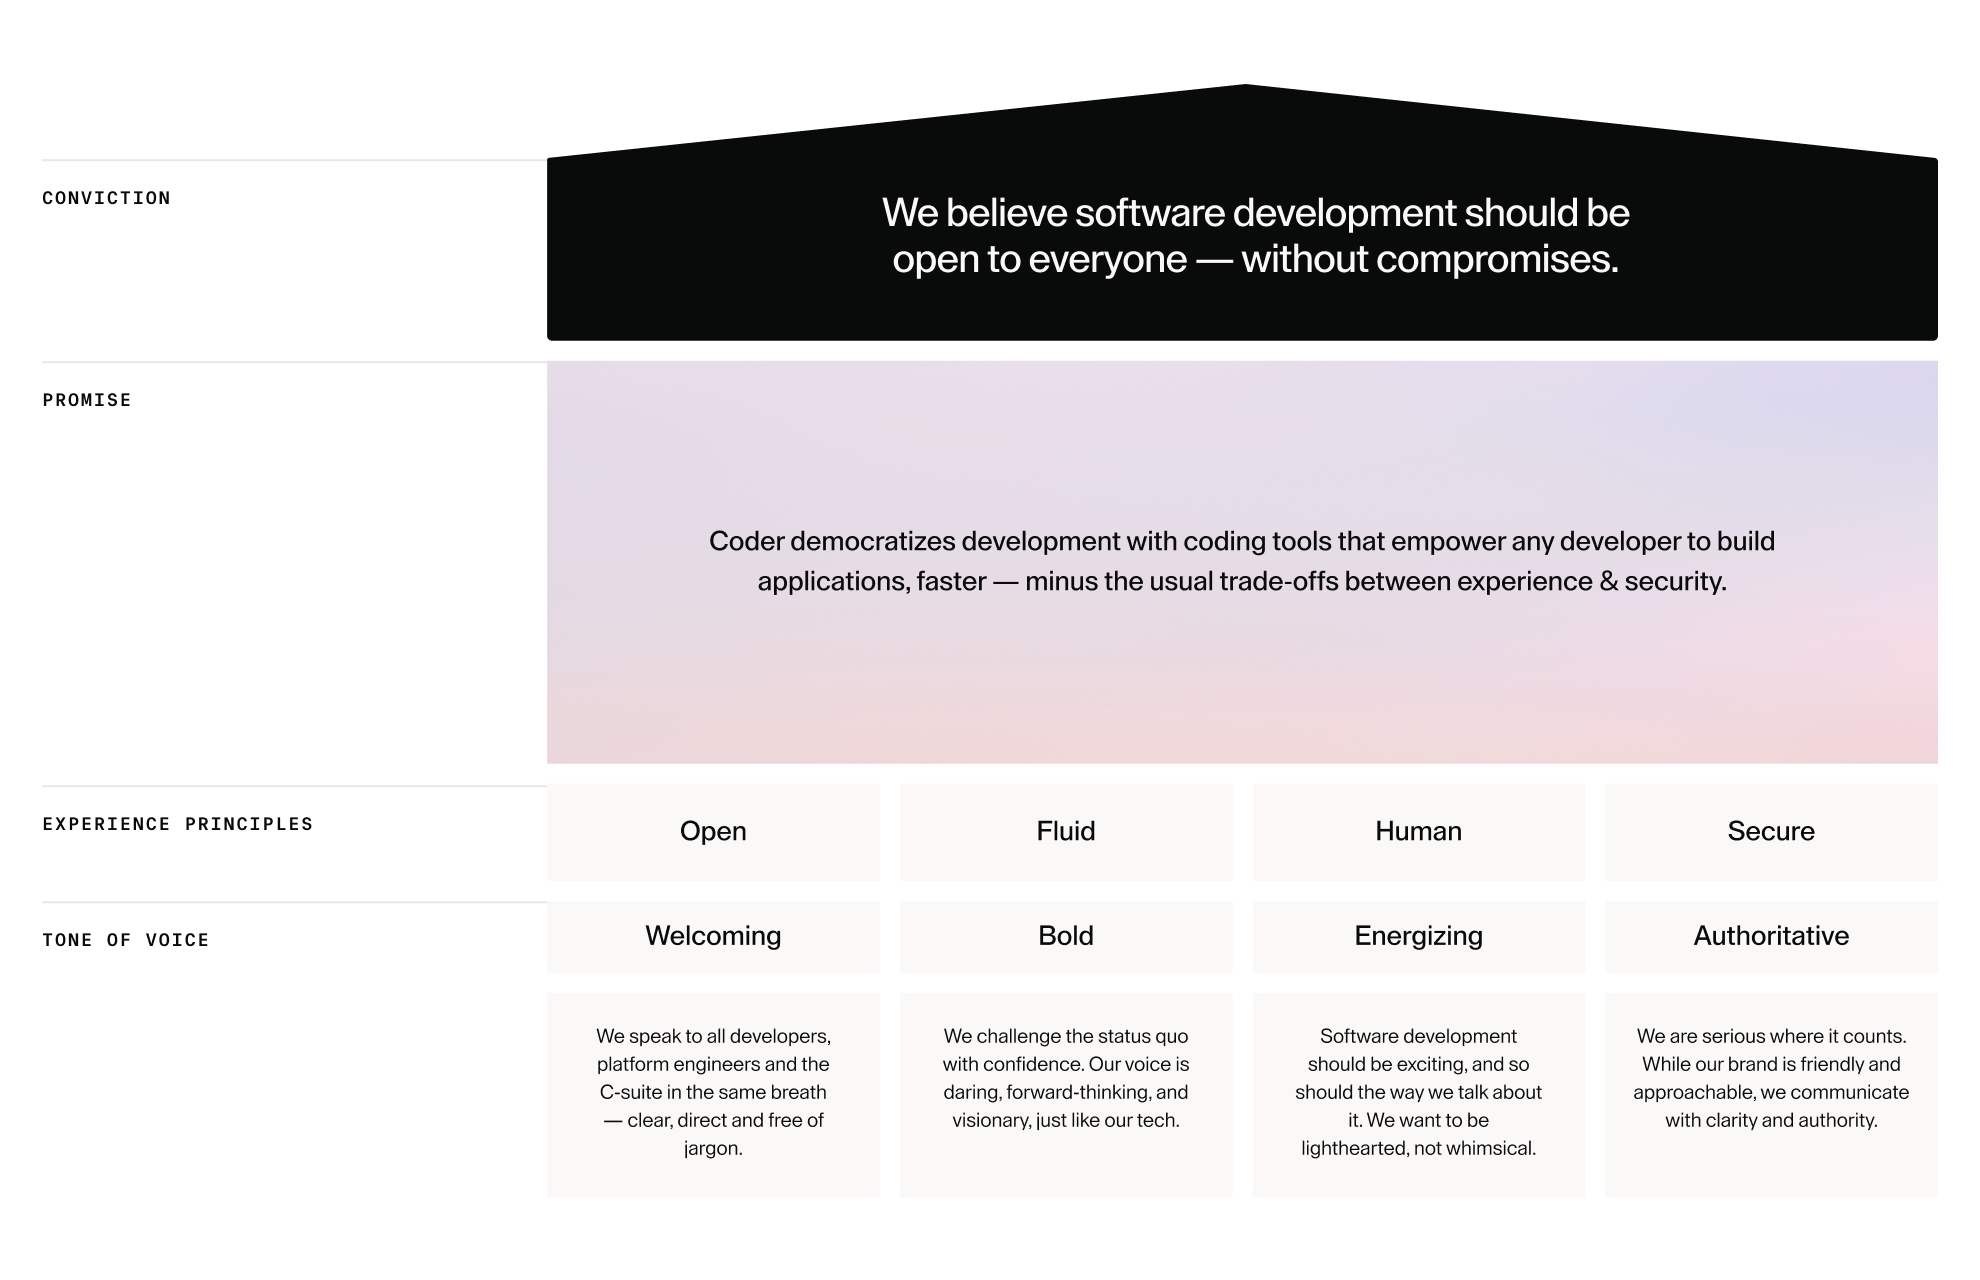 CONVICTION
We believe software development should be
open to everyone — without compromises.
PROMISE
Coder democratizes development with coding tools that empower any developer to build
applications, faster — minus the usual trade-offs between experience & security.
EXPERIENCE PRINCIPLES
Open
Fluid
Human
Secure
TONE OF VOICE
Welcoming
Bold
Energizing
Authoritative
We speak to all developers,
platform engineers and the
C-suite in the same breath
— clear, direct and free of
jargon.
We challenge the status quo
with confidence. Our voice is
daring, forward-thinking, and
visionary, just like our tech.
Software development
should be exciting, and so
should the way we talk about
it. We want to be
lighthearted, not whimsical.
We are serious where it counts.
While our brand is friendly and
approachable, we communicate
with clarity and authority.